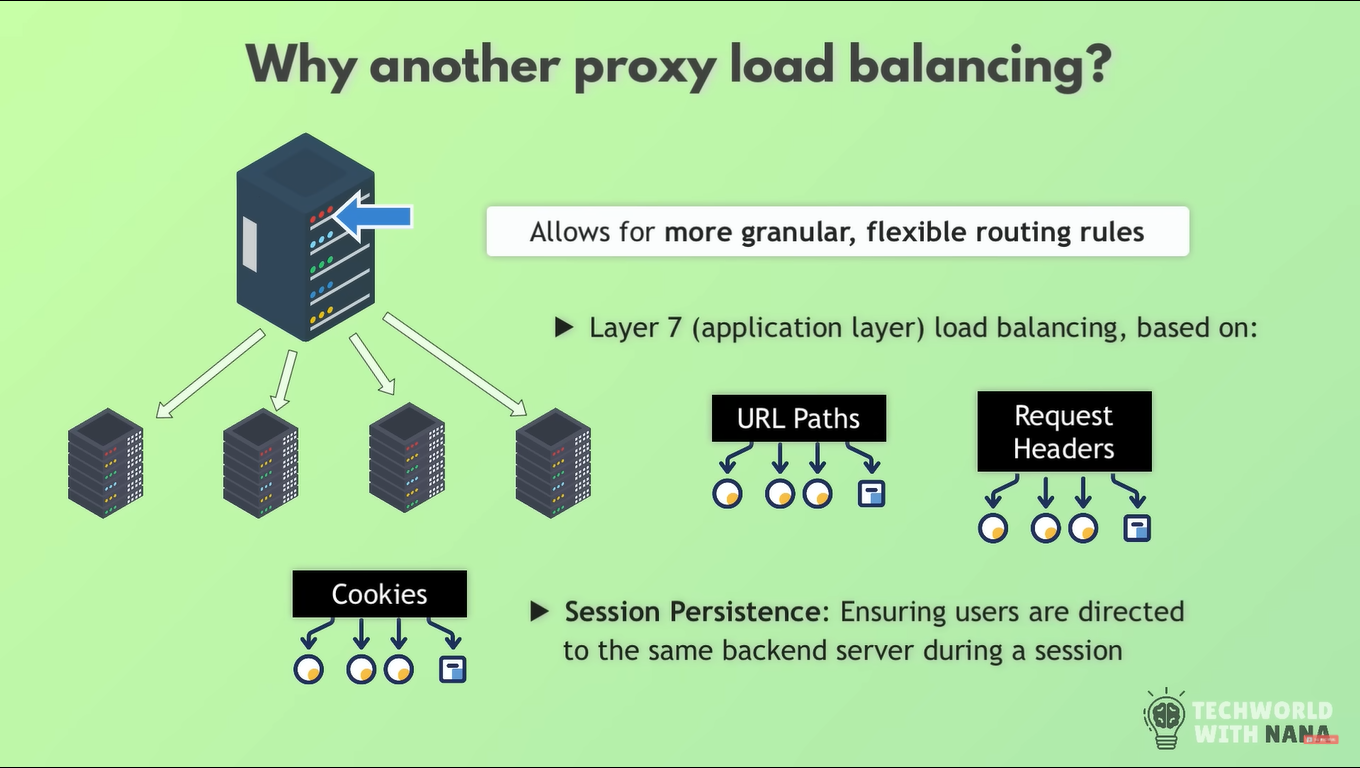 Why another proxy load balancing?
Allows for more granular, flexible routing rules
▶ Layer 7 (application layer) load balancing, based on:
URL Paths
Request
Headers
Cookies
▶ Session Persistence: Ensuring users are directed
to the same backend server during a session
TECHWORLD
WITH NANA